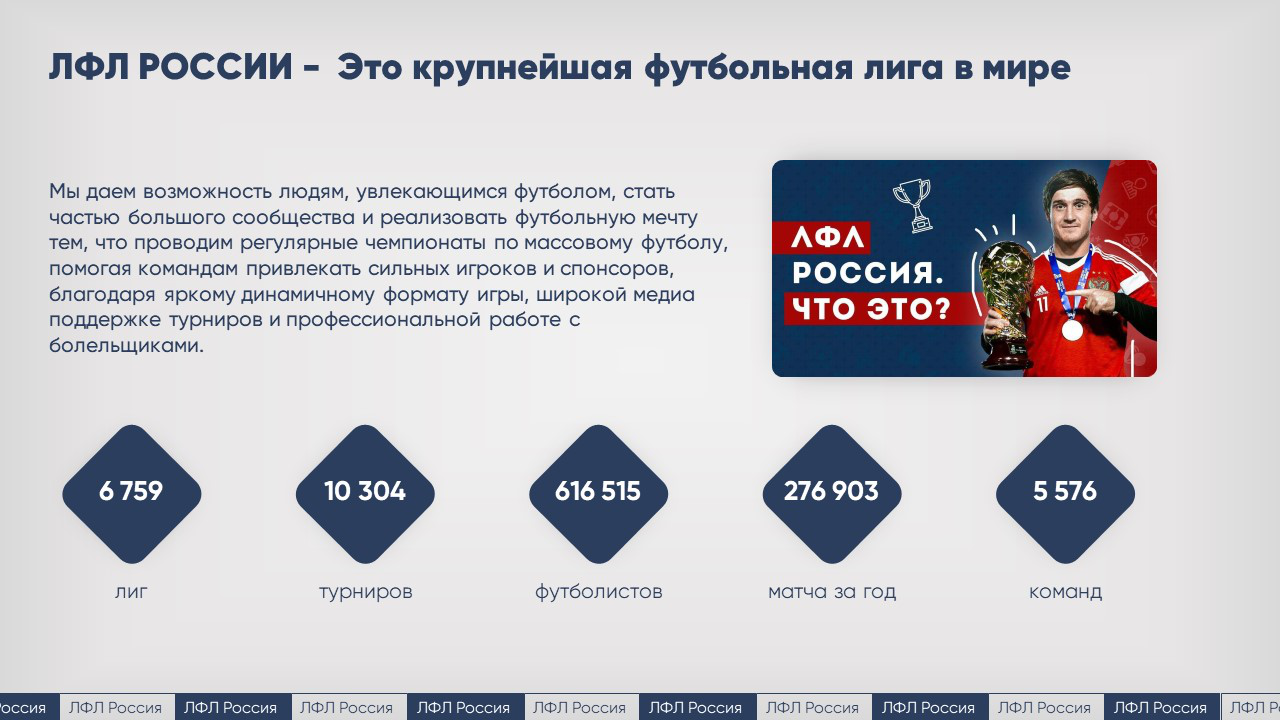 ЛФЛ РОССИИ - Это крупнейшая футбольная лига в мире
Мы даем возможность людям, увлекающимся футболом, стать
частью большого сообщества и реализовать футбольную мечту
тем, что проводим регулярные чемпионаты по массовому футболу,
помогая командам привлекать сильных игроков и спонсоров,
благодаря яркому динамичному формату игры, широкой медиа
поддержке турниров и профессиональной работе с
болельщиками.
ЛФЛ
РОССИЯ.
ЧТО ЭТО?
11
6 759
10 304
616 515
276 903
5 576
лиг
турниров
футболистов
матча за год
команд
оссия ЛФЛ Россия ЛФЛ Россия ЛФЛ Россия ЛФЛ Россия ЛФЛ Россия ЛФЛ Россия ЛФЛ Россия ЛФЛ Россия ЛФЛ Россия ЛФЛ Россия ЛФЛ Р